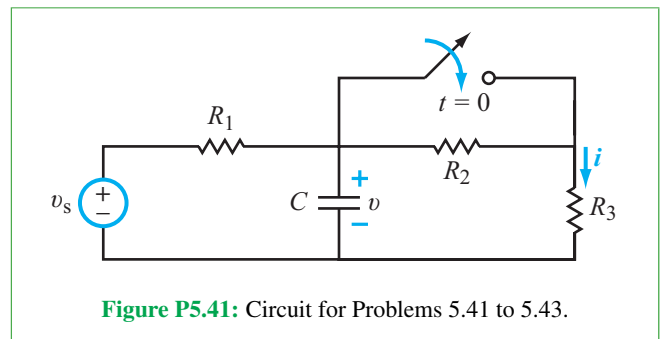 t = 0
R1
R2
i
vs
+
−
C
+
v
−
R3
Figure P5.41: Circuit for Problems 5.41 to 5.43.